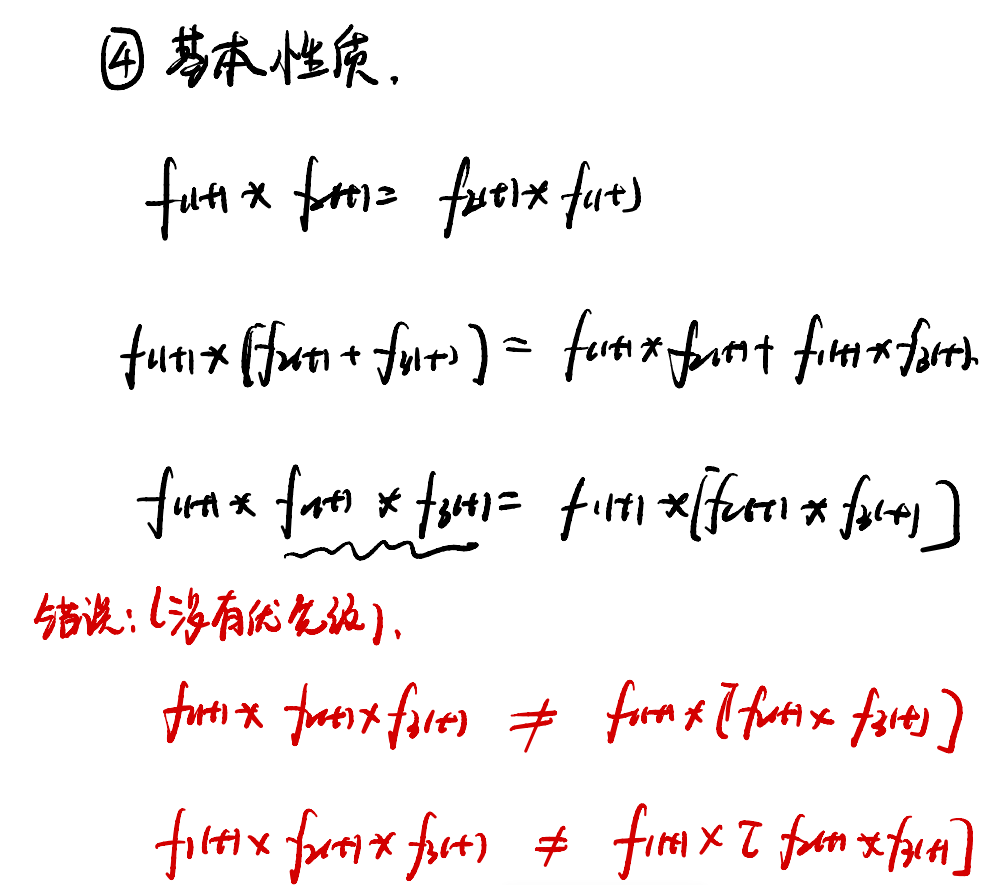 ④ 基本性质.
f₁(t) * f₂(t) = f₂(t) * f₁(t)
f₁(t) * [f₂(t) + f₃(t)] = f₁(t) * f₂(t) + f₁(t) * f₃(t).
f₁(t) * f₂(t) * f₃(t) = f₁(t) * [f₂(t) * f₃(t)]
错误: (没有优先级).
f₁(t) * f₂(t) × f₃(t) ≠ f₁(t) * [f₂(t) × f₃(t)]
f₁(t) × f₂(t) * f₃(t) ≠ f₁(t) × [f₂(t) * f₃(t)]